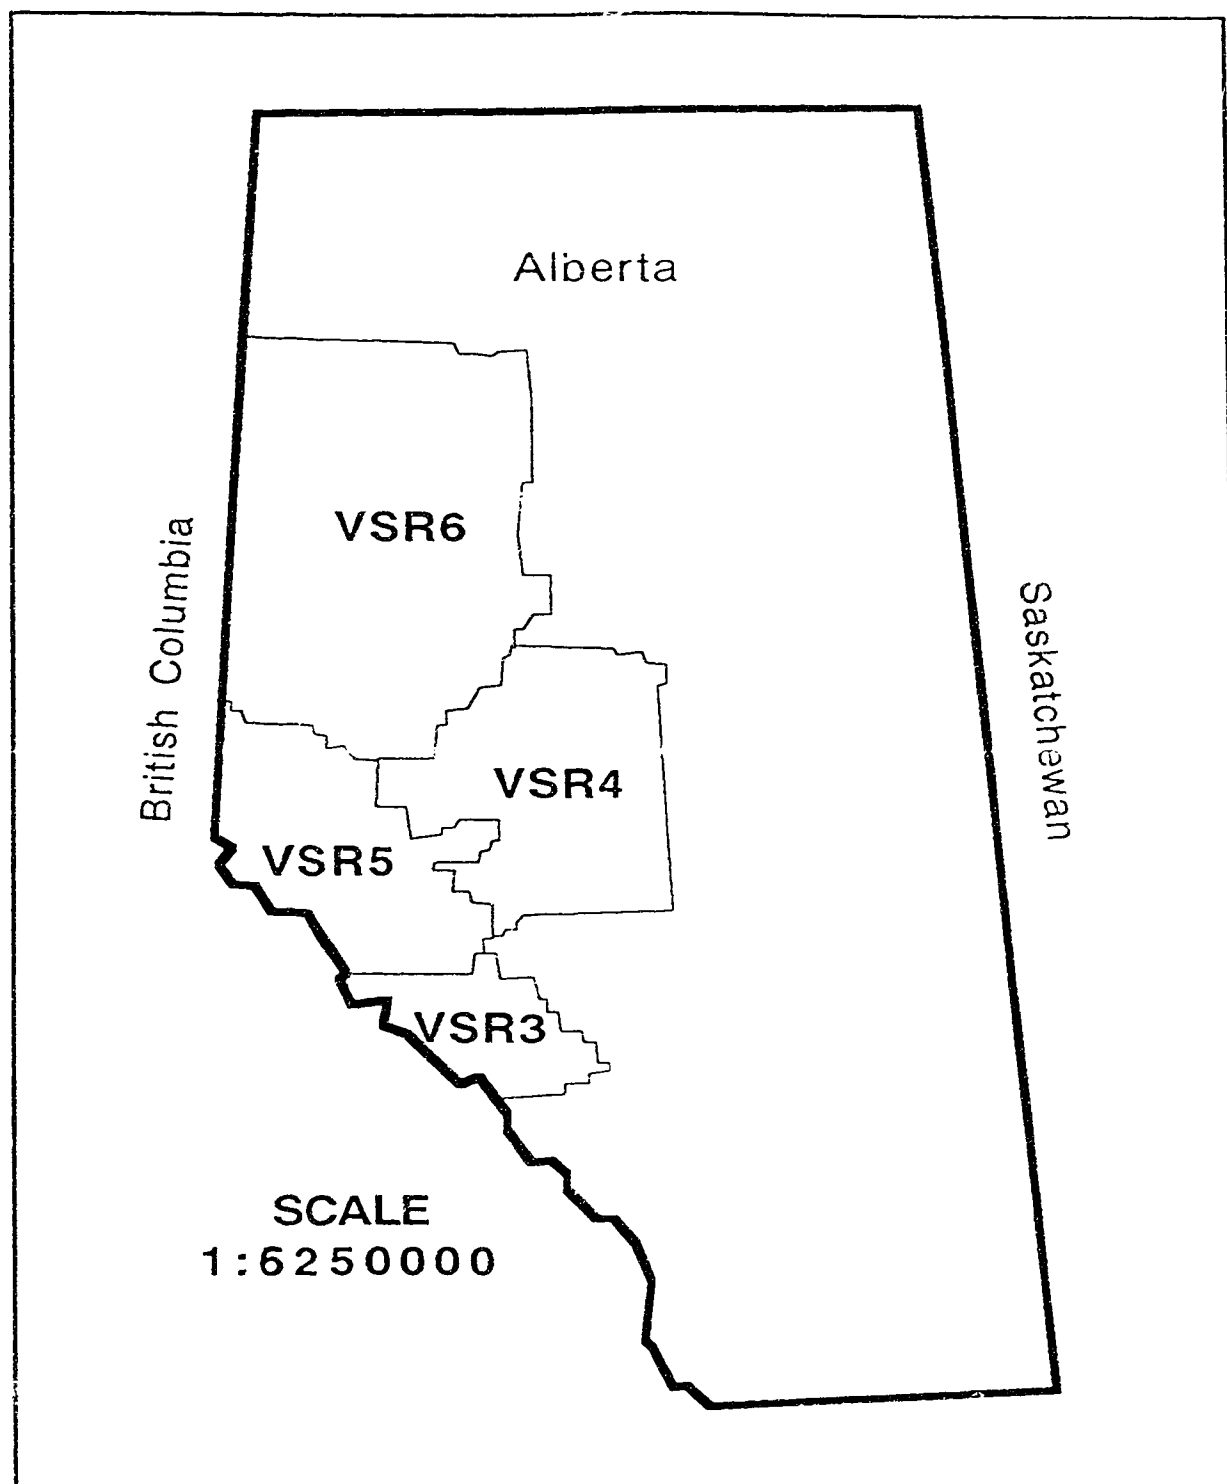 Alberta
VSR6
British Columbia
Saskatchewan
VSR4
VSR5
VSR3
SCALE
1:6250000